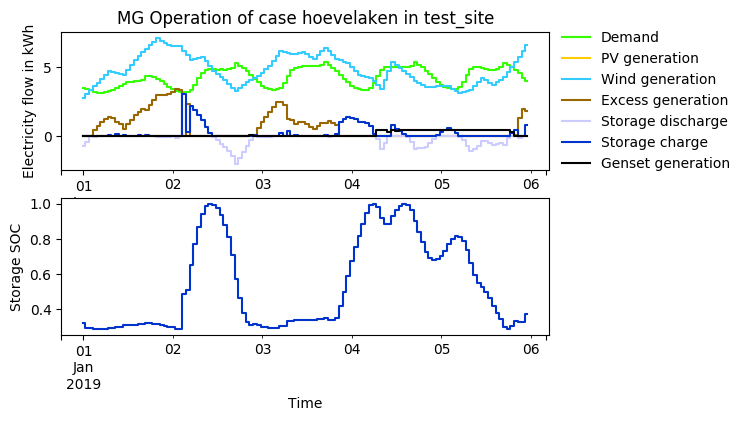 MG Operation of case hoevelaken in test_site
Electricity flow in kWh
5
0
01
02
03
04
05
06
Demand
PV generation
Wind generation
Excess generation
Storage discharge
Storage charge
Genset generation
Storage SOC
1.0
0.8
0.6
0.4
01
Jan
2019
02
03
04
05
06
Time